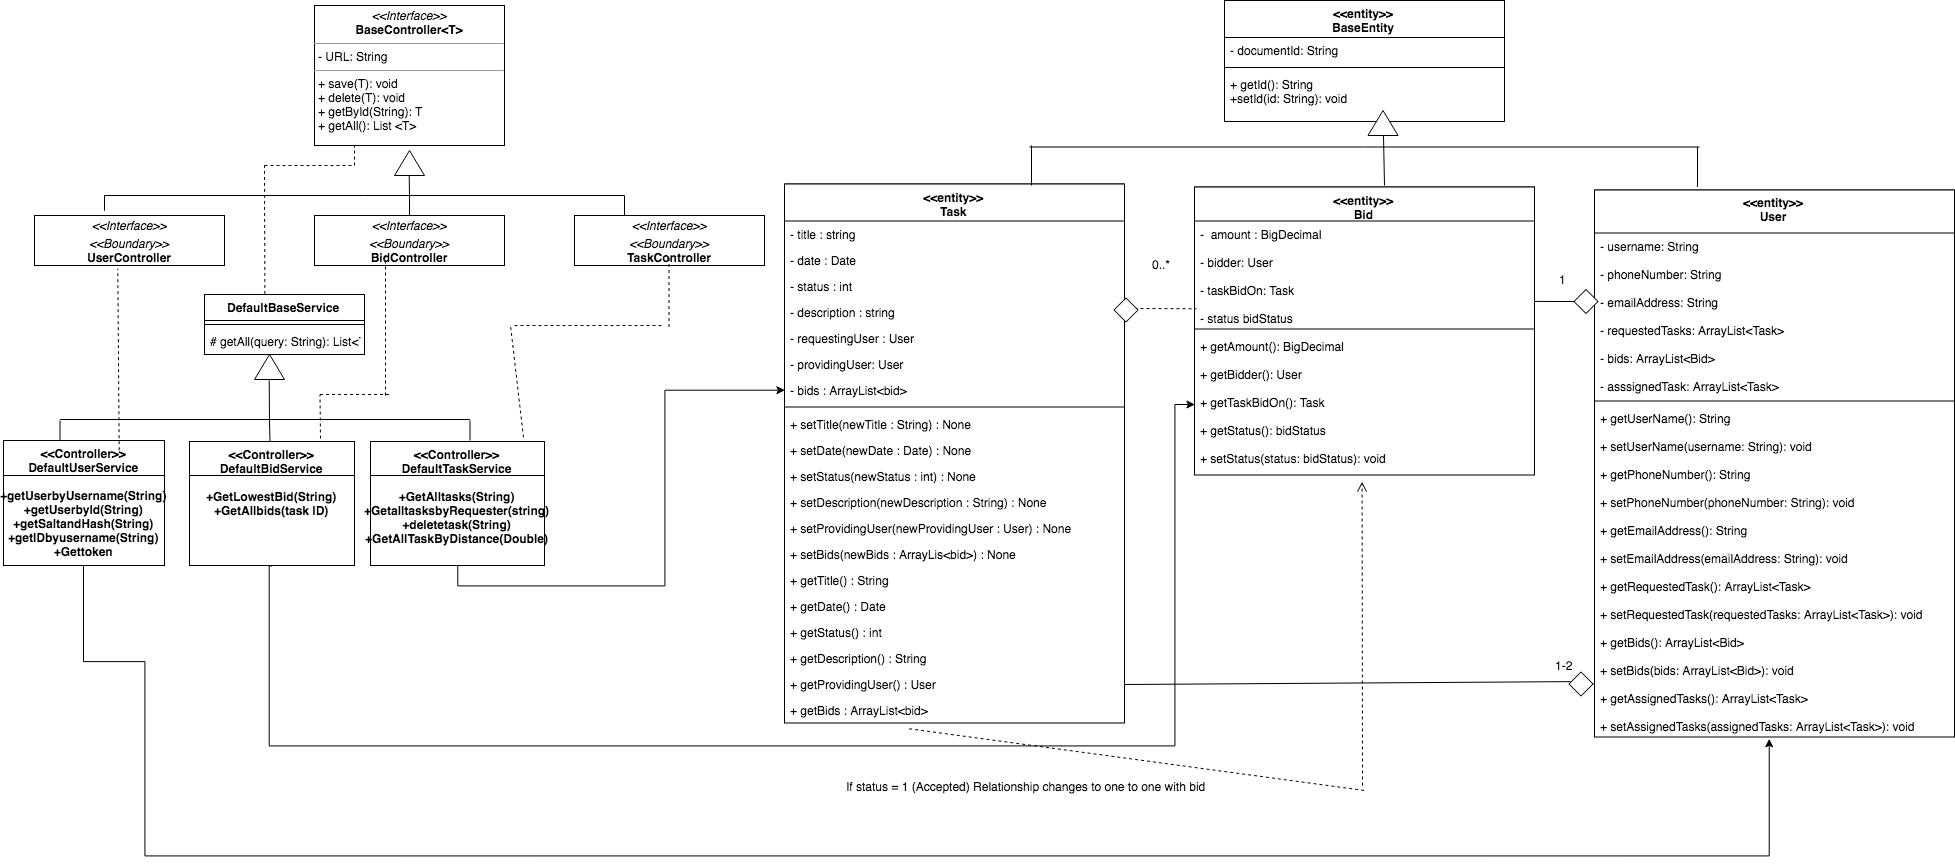 <<Interface>>
BaseController<T>
- URL: String
+ save(T): void
+ delete(T): void
+ getById(String): T
+ getAll(): List <T>
<<Interface>>
<<Boundary>>
UserController
<<Interface>>
<<Boundary>>
BidController
<<Interface>>
<<Boundary>>
TaskController
DefaultBaseService
# getAll(query: String): List<
<<Controller>>
DefaultUserService
+getUserbyUsername(String)
+getUserbyId(String)
+getSaltandHash(String)
+getIDbyusername(String)
+Gettoken
<<Controller>>
DefaultBidService
+GetLowestBid(String)
+GetAllbids(task ID)
<<Controller>>
DefaultTaskService
+GetAlltasks(String)
+GetalltasksbyRequester(string)
+deletetask(String)
+GetAllTaskByDistance(Double)
<<entity>>
BaseEntity
- documentId: String
+ getId(): String
+setId(id: String): void
<<entity>>
Task
- title : string
- date : Date
- status : int
- description : string
- requestingUser : User
- providingUser: User
- bids : ArrayList<bid>
+ setTitle(newTitle : String) : None
+ setDate(newDate : Date) : None
+ setStatus(newStatus : int) : None
+ setDescription(newDescription : String) : None
+ setProvidingUser(newProvidingUser : User) : None
+ setBids(newBids : ArrayLis<bid>) : None
+ getTitle() : String
+ getDate() : Date
+ getStatus() : int
+ getDescription() : String
+ getProvidingUser() : User
+ getBids : ArrayList<bid>
0..*
<<entity>>
Bid
- amount : BigDecimal
- bidder: User
- taskBidOn: Task
- status bidStatus
+ getAmount(): BigDecimal
+ getBidder(): User
+ getTaskBidOn(): Task
+ getStatus(): bidStatus
+ setStatus(status: bidStatus): void
1
1-2
<<entity>>
User
- username: String
- phoneNumber: String
- emailAddress: String
- requestedTasks: ArrayList<Task>
- bids: ArrayList<Bid>
- asssignedTask: ArrayList<Task>
+ getUserName(): String
+ setUserName(username: String): void
+ getPhoneNumber(): String
+ setPhoneNumber(phoneNumber: String): void
+ getEmailAddress(): String
+ setEmailAddress(emailAddress: String): void
+ getRequestedTask(): ArrayList<Task>
+ setRequestedTask(requestedTasks: ArrayList<Task>): void
+ getBids(): ArrayList<Bid>
+ setBids(bids: ArrayList<Bid>): void
+ getAssignedTasks(): ArrayList<Task>
+ setAssignedTasks(assignedTasks: ArrayList<Task>): void
If status = 1 (Accepted) Relationship changes to one to one with bid